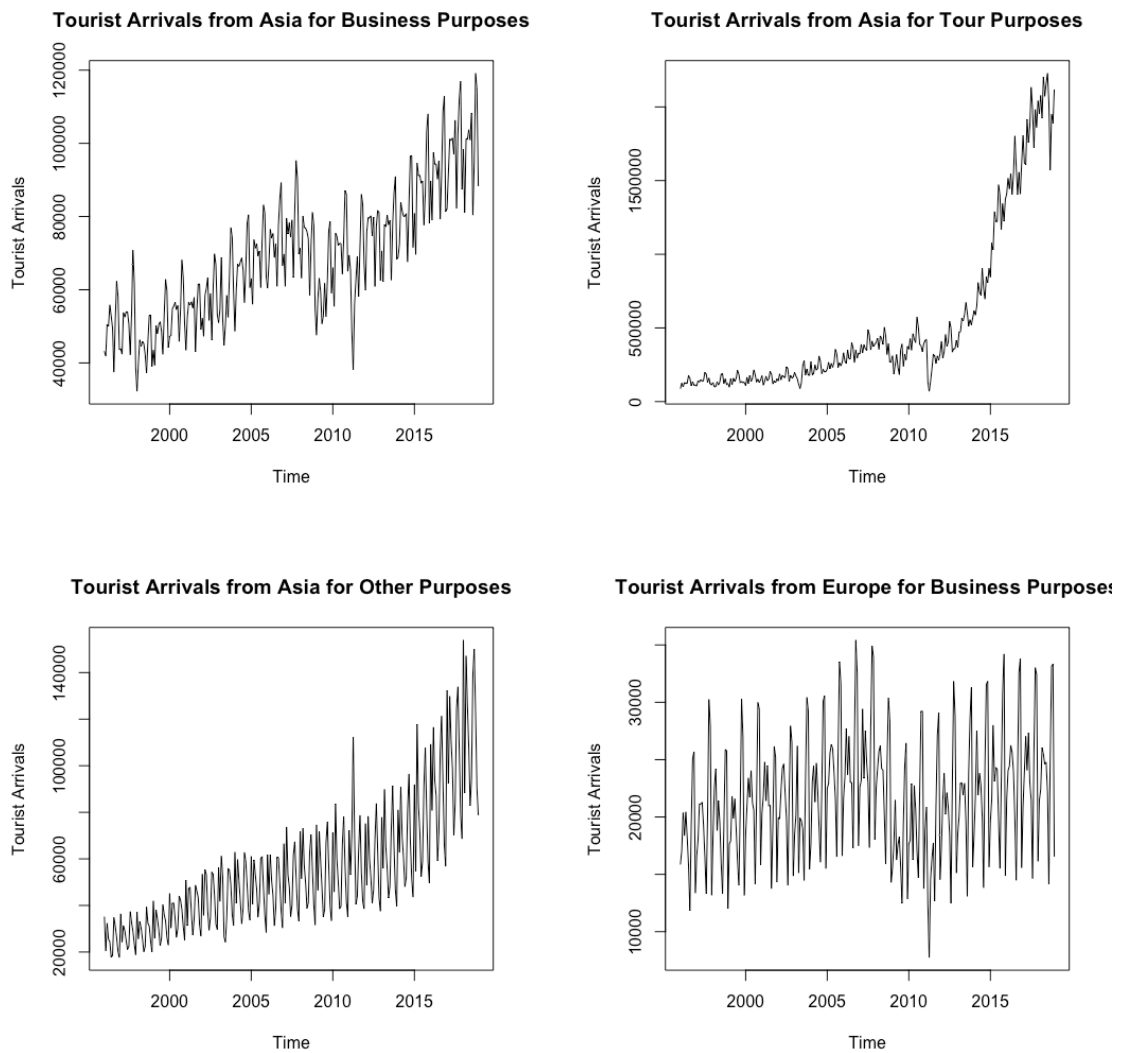 Tourist Arrivals from Asia for Business Purposes
Tourist Arrivals
120000
100000
80000
60000
40000
2000 2005 2010 2015
Time
Tourist Arrivals from Asia for Tour Purposes
Tourist Arrivals
1500000
500000
0
2000 2005 2010 2015
Time
Tourist Arrivals from Asia for Other Purposes
Tourist Arrivals
140000
100000
60000
20000
2000 2005 2010 2015
Time
Tourist Arrivals from Europe for Business Purposes
Tourist Arrivals
30000
20000
10000
2000 2005 2010 2015
Time